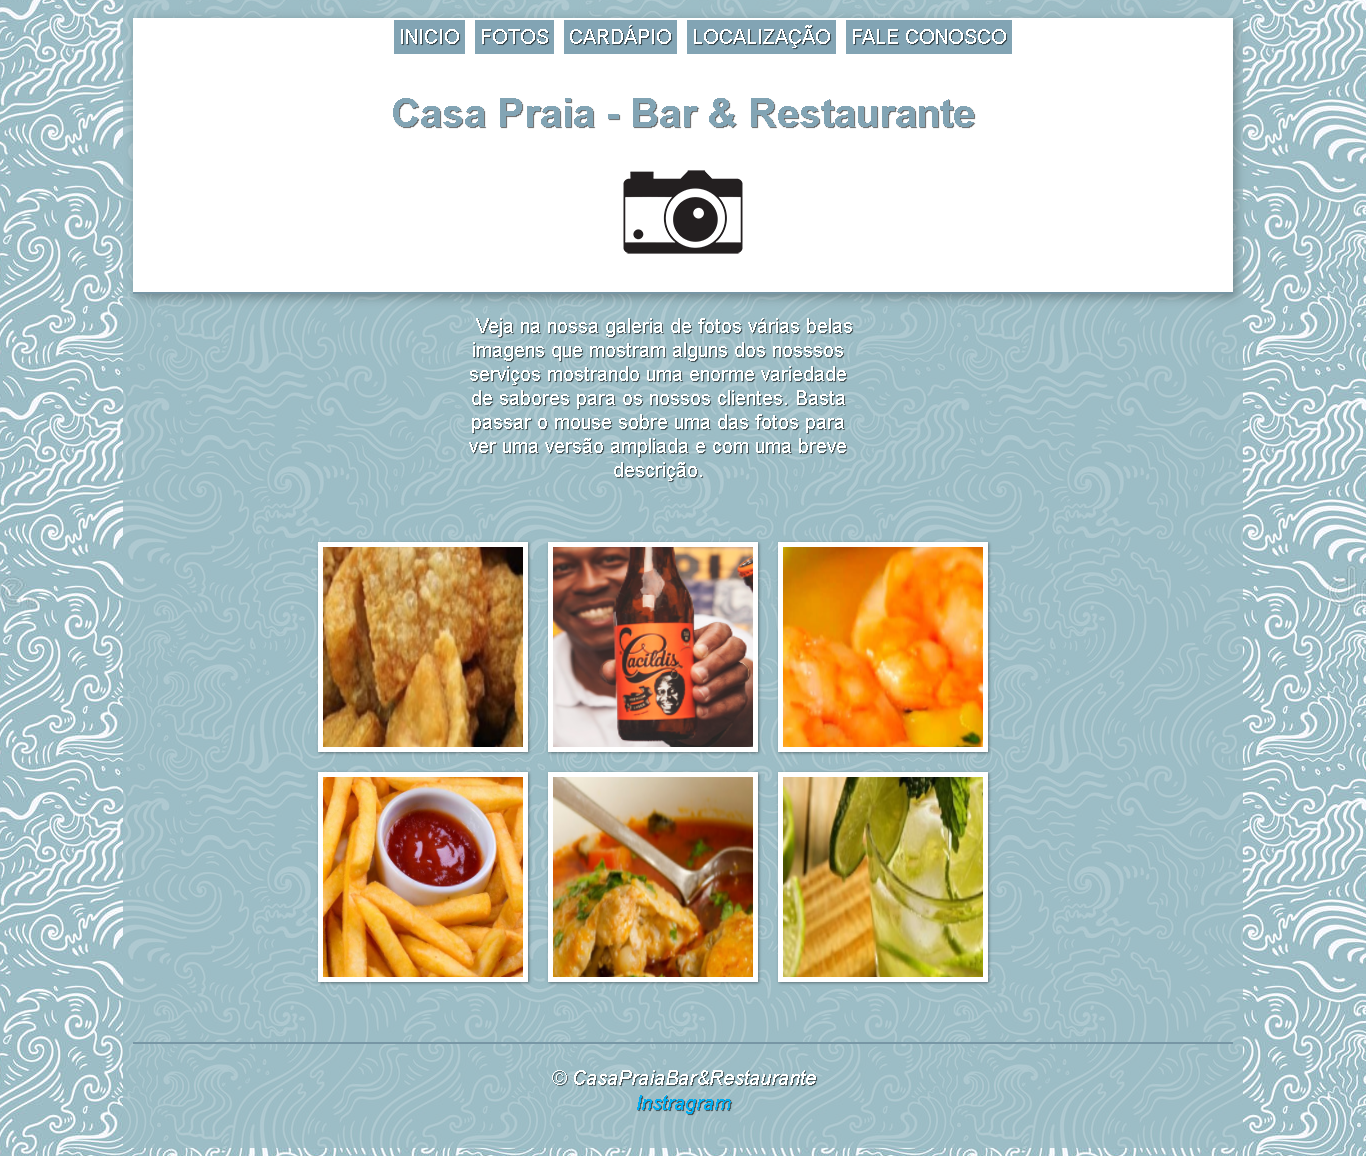 INICIO FOTOS CARDÁPIO LOCALIZAÇÃO FALE CONOSCO
Casa Praia - Bar & Restaurante
Veja na nossa galeria de fotos várias belas
imagens que mostram alguns dos nosssos
serviços mostrando uma enorme variedade
de sabores para os nossos clientes. Basta
passar o mouse sobre uma das fotos para
ver uma versão ampliada e com uma breve
descrição.
Cacildis
© CasaPraiaBar&Restaurante
Instragram